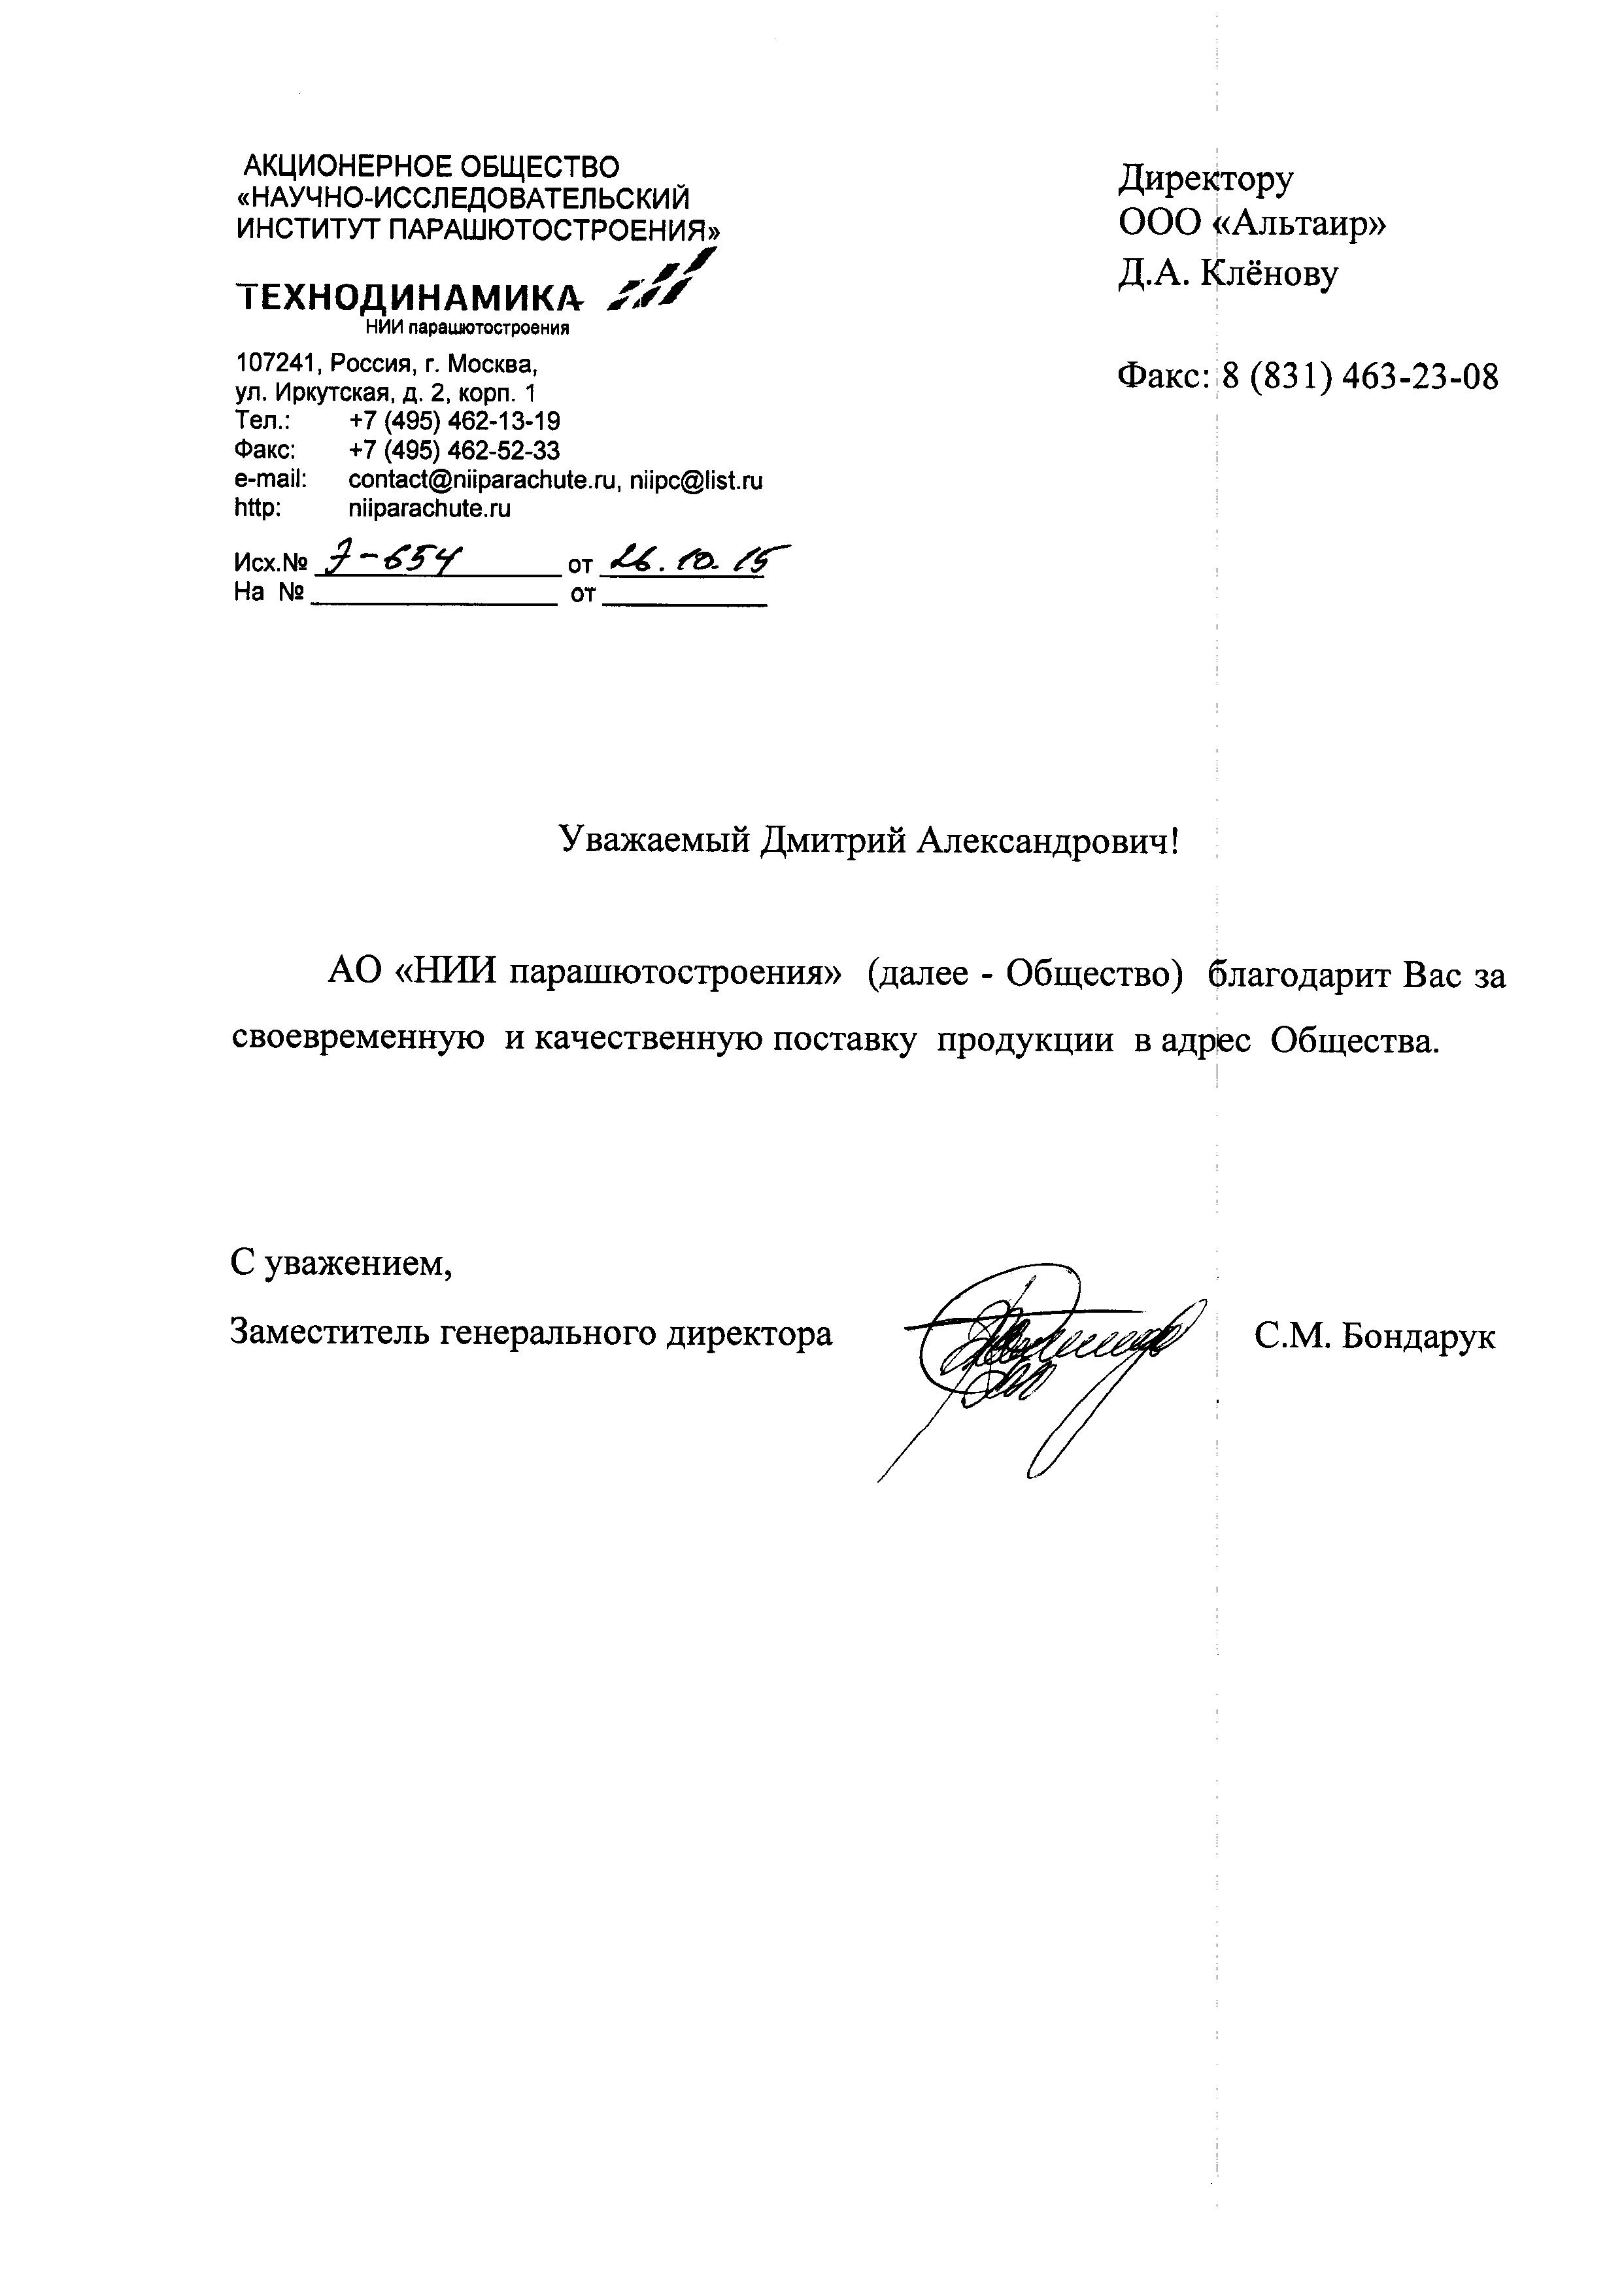 АКЦИОНЕРНОЕ ОБЩЕСТВО
«НАУЧНО-ИССЛЕДОВАТЕЛЬСКИЙ
ИНСТИТУТ ПАРАШЮТОСТРОЕНИЯ»
ТЕХНОДИНАМИКА
НИИ парашютостроения
107241, Россия, г. Москва,
ул. Иркутская, д. 2, корп. 1
Тел.: +7 (495) 462-13-19
Факс: +7 (495) 462-52-33
e-mail: contact@niiparachute.ru, niipc@list.ru
http: niiparachute.ru
Исх.№ 7-654 от 26.10.15
На № от
Директору
ООО «Альтаир»
Д.А. Клёнову
Факс: 8 (831) 463-23-08
Уважаемый Дмитрий Александрович!
АО «НИИ парашютостроения» (далее - Общество) благодарит Вас за
своевременную и качественную поставку продукции в адрес Общества.
С уважением,
Заместитель генерального директора С.М. Бондарук